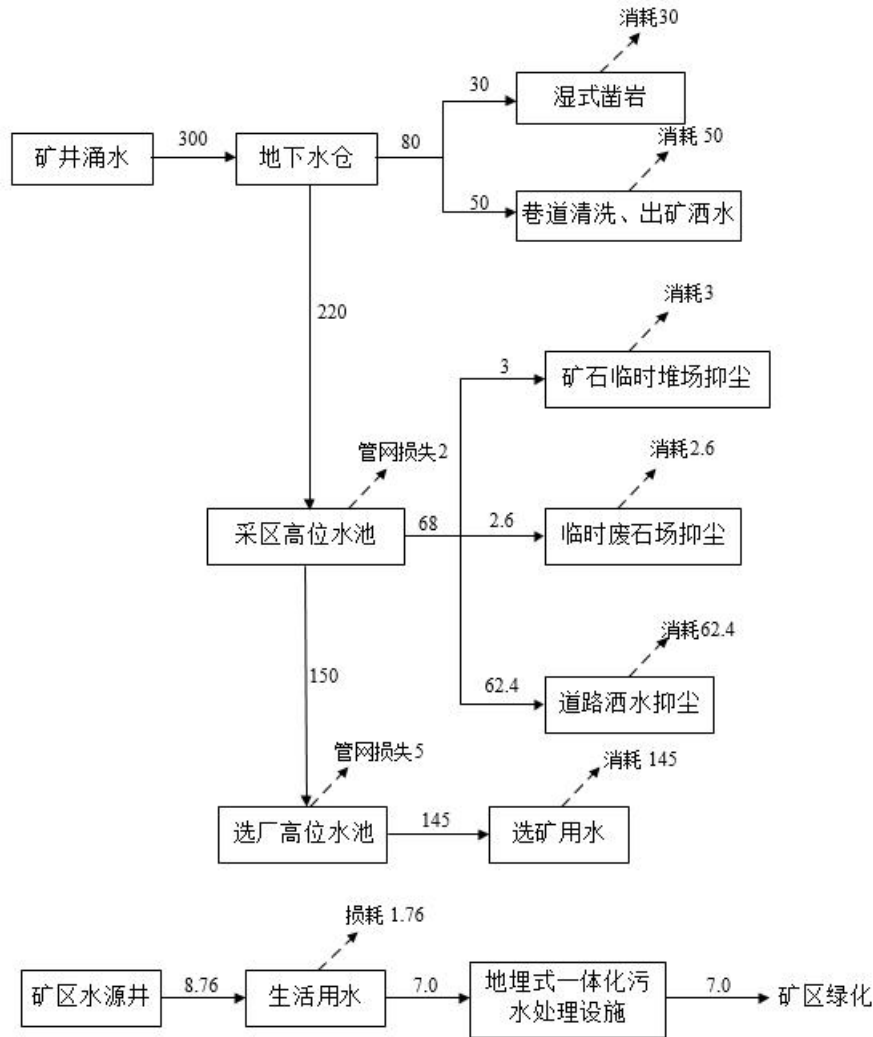 消耗30
30
湿式凿岩
矿井涌水
300
地下水仓
80
消耗 50
50
巷道清洗、出矿洒水
220
消耗3
3
矿石临时堆场抑尘
管网损失2
消耗2.6
采区高位水池
68
2.6
临时废石场抑尘
消耗62.4
150
62.4
道路洒水抑尘
管网损失5
消耗 145
选厂高位水池
145
选矿用水
损耗 1.76
矿区水源井
8.76
生活用水
7.0
地埋式一体化污
水处理设施
7.0
矿区绿化